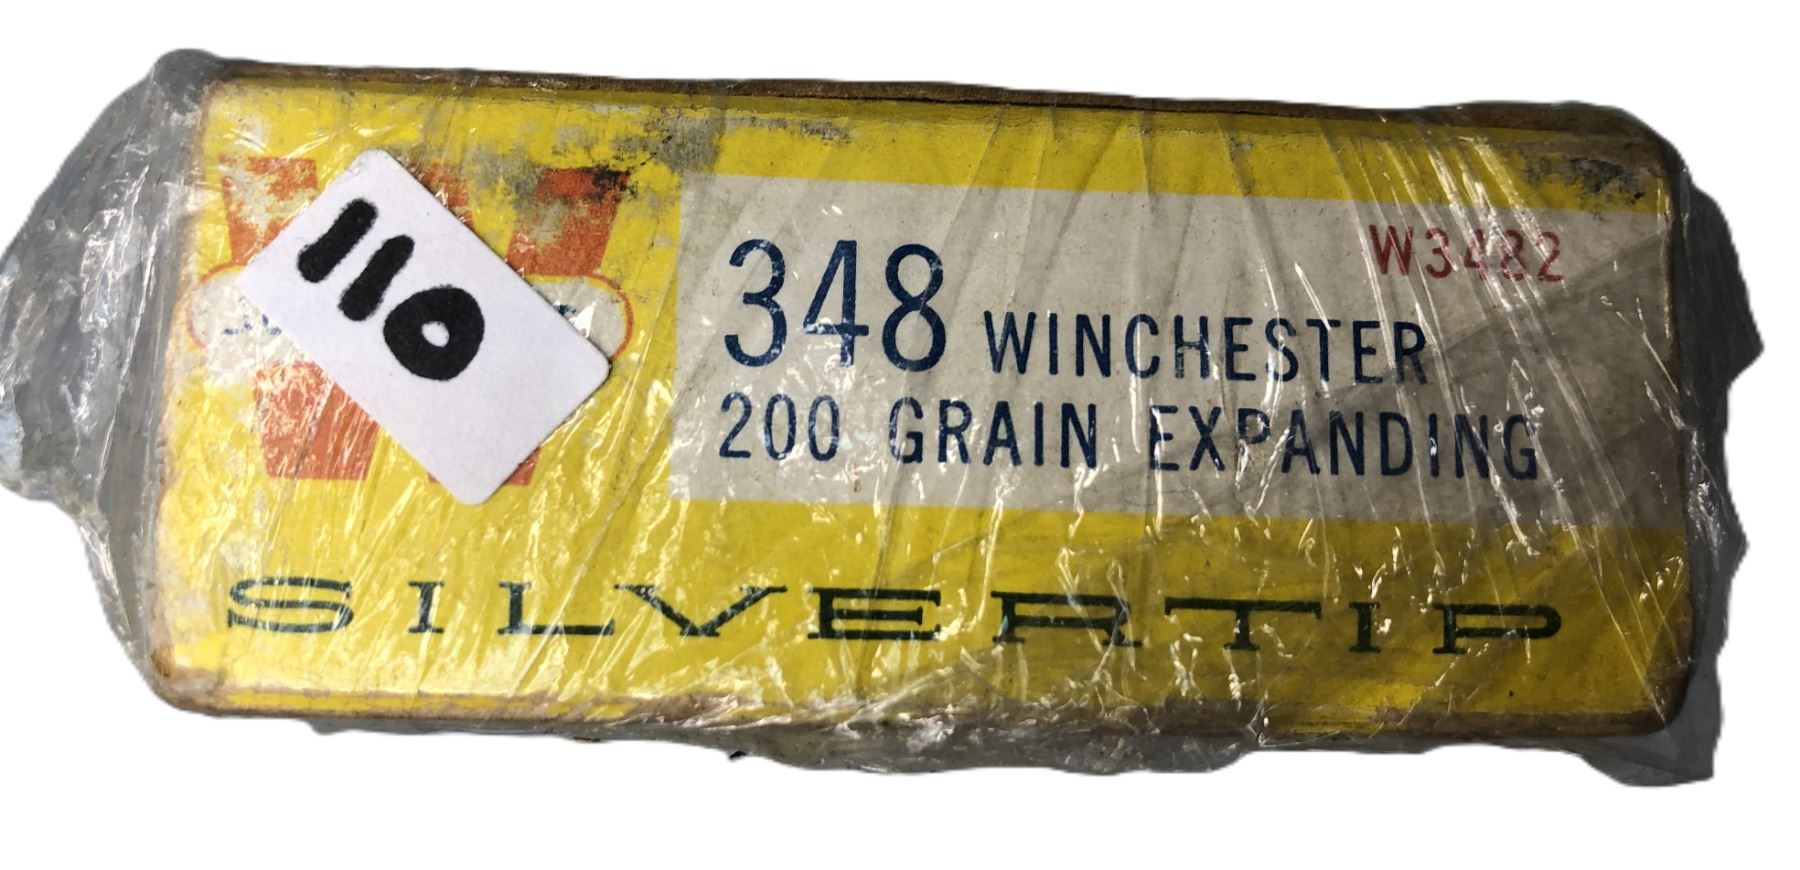 110
W3482
348 WINCHESTER
200 GRAIN EXPANDING
SILVERTIP